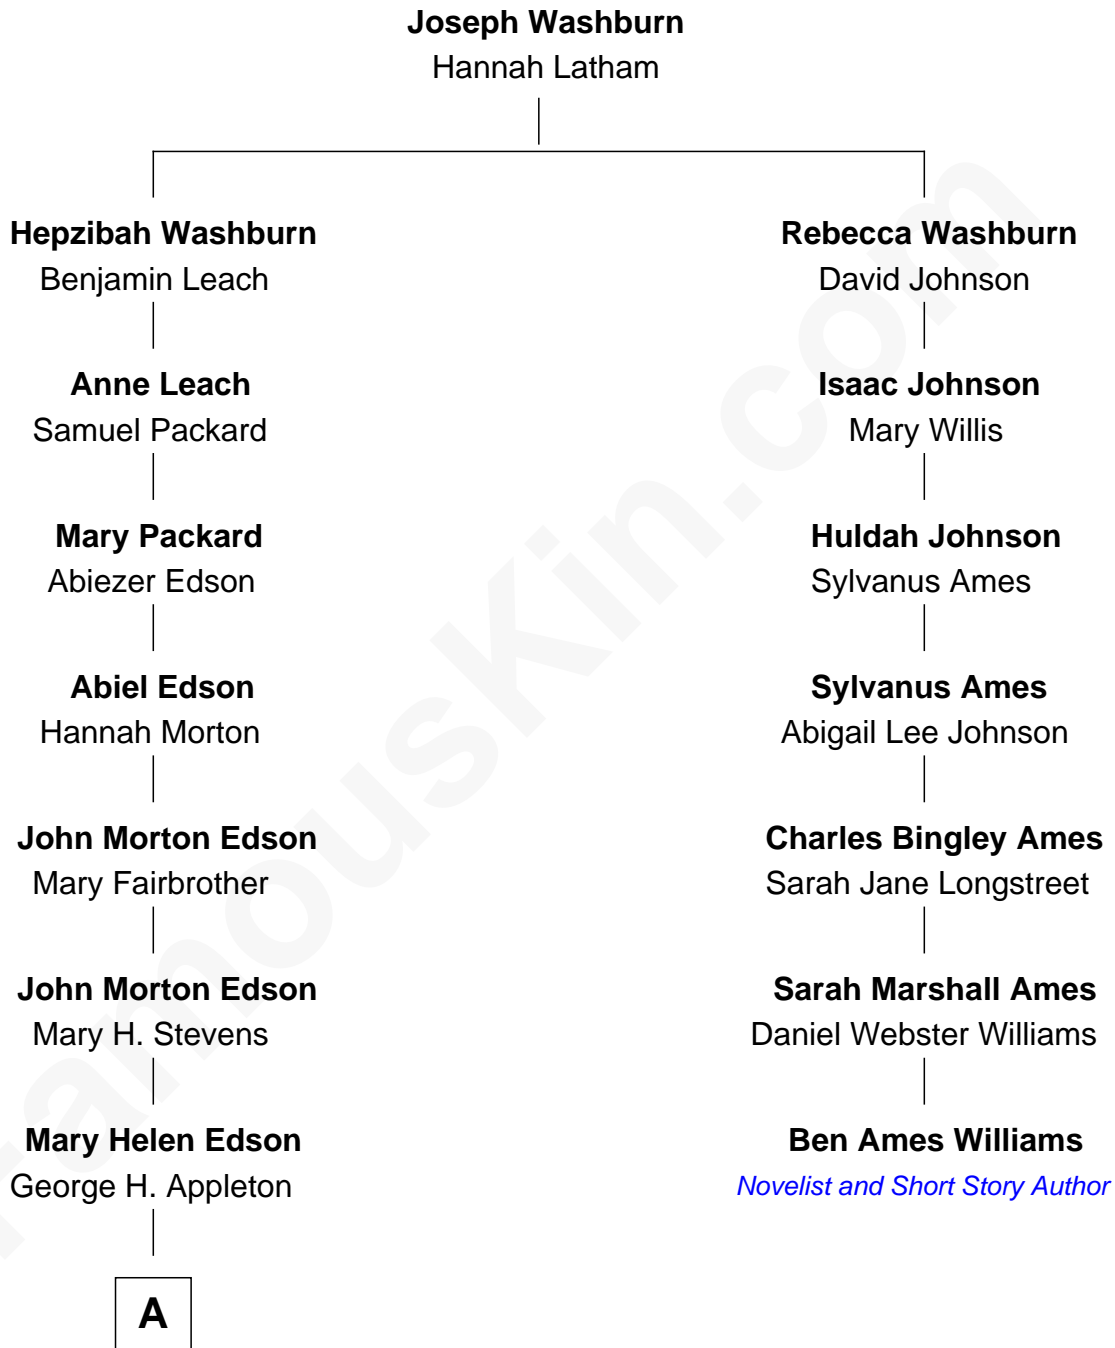 Joseph Washburn
Hannah Latham
Hepzibah Washburn
Benjamin Leach
Rebecca Washburn
David Johnson
Anne Leach
Samuel Packard
Isaac Johnson
Mary Willis
Mary Packard
Abiezer Edson
Huldah Johnson
Sylvanus Ames
Abiel Edson
Hannah Morton
Sylvanus Ames
Abigail Lee Johnson
John Morton Edson
Mary Fairbrother
Charles Bingley Ames
Sarah Jane Longstreet
John Morton Edson
Mary H. Stevens
Sarah Marshall Ames
Daniel Webster Williams
Mary Helen Edson
George H. Appleton
Ben Ames Williams
Novelist and Short Story Author
A
FamousKin.com